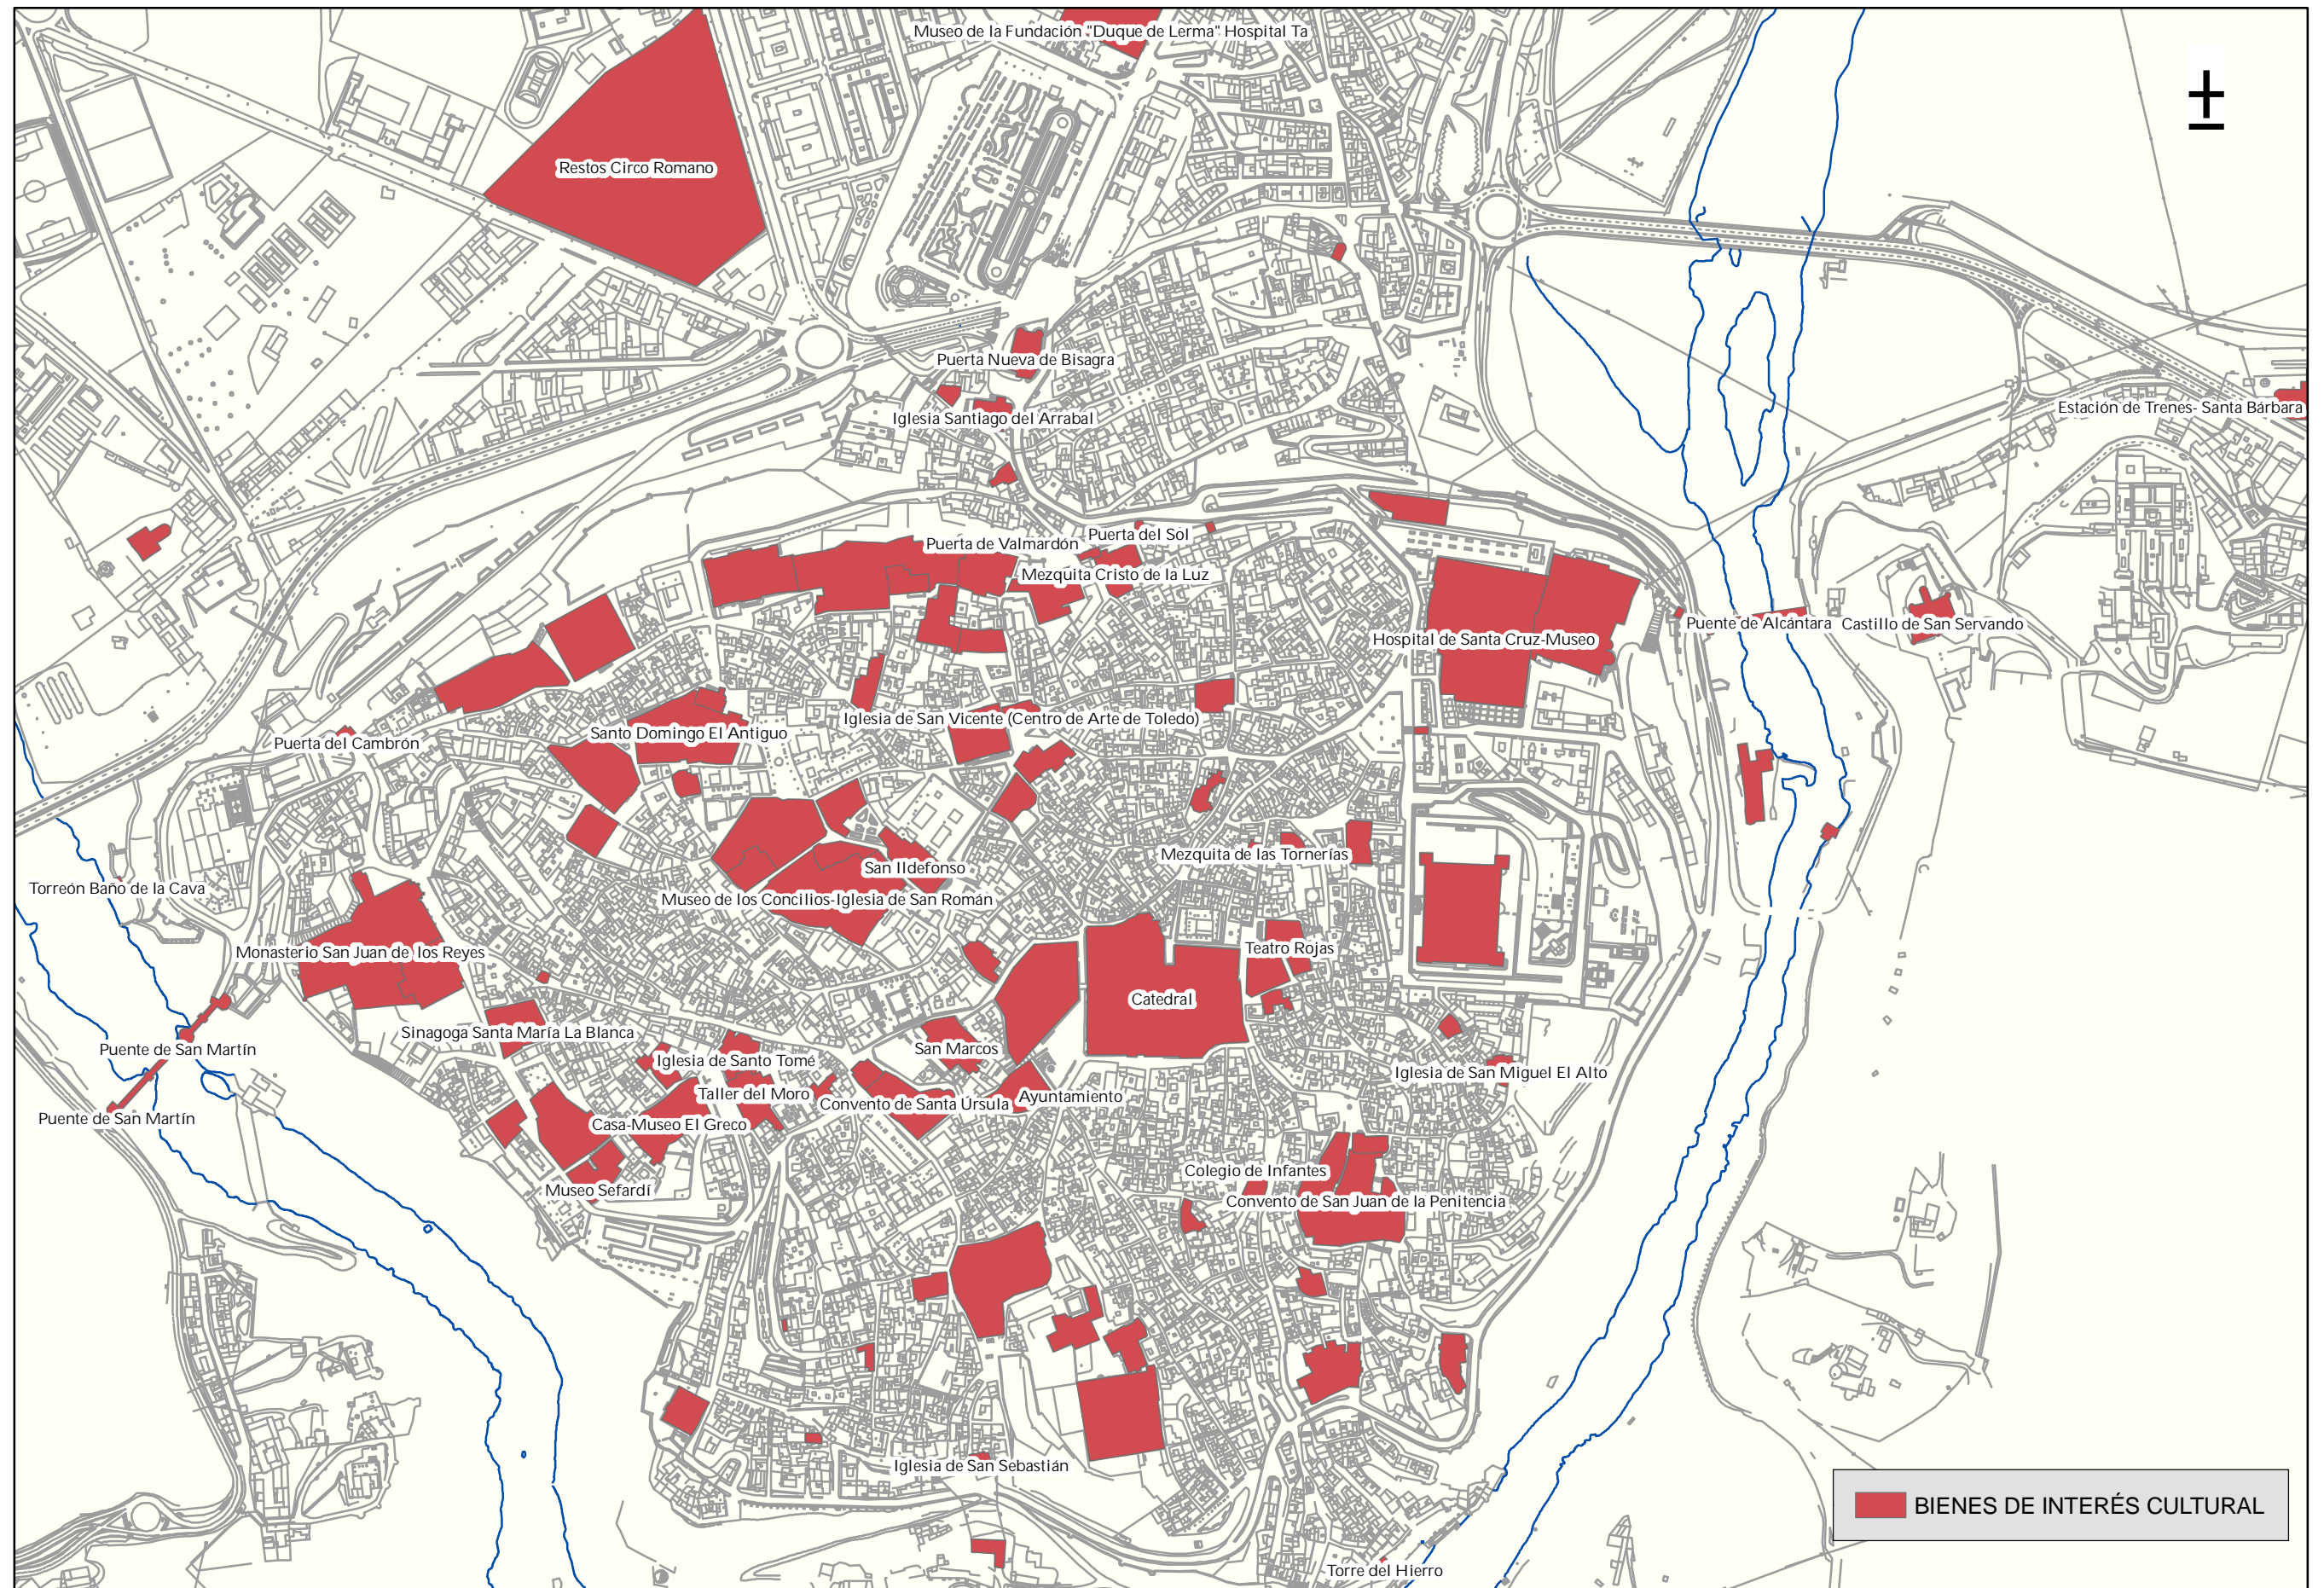 Museo de la Fundación "Duque de Lerma" Hospital Ta
Restos Circo Romano
Puerta Nueva de Bisagra
Estación de Trenes- Santa Bárbara
Iglesia Santiago del Arrabal
Puerta del Sol
Puerta de Valmardón
Mezquita Cristo de la Luz
Puente de Alcántara
Castillo de San Servando
Hospital de Santa Cruz-Museo
Iglesia de San Vicente (Centro de Arte de Toledo)
Santo Domingo El Antiguo
Puerta del Cambrón
Mezquita de las Tornerías
San Ildefonso
Torreón Baño de la Cava
Museo de los Concilios-Iglesia de San Román
Teatro Rojas
Monasterio San Juan de los Reyes
Catedral
Sinagoga Santa María La Blanca
Puente de San Martín
San Marcos
Iglesia de Santo Tomé
Iglesia de San Miguel El Alto
Taller del Moro
Ayuntamiento
Convento de Santa Úrsula
Puente de San Martín
Casa-Museo El Greco
Colegio de Infantes
Museo Sefardí
Convento de San Juan de la Penitencia
Iglesia de San Sebastián
BIENES DE INTERÉS CULTURAL
Torre del Hierro